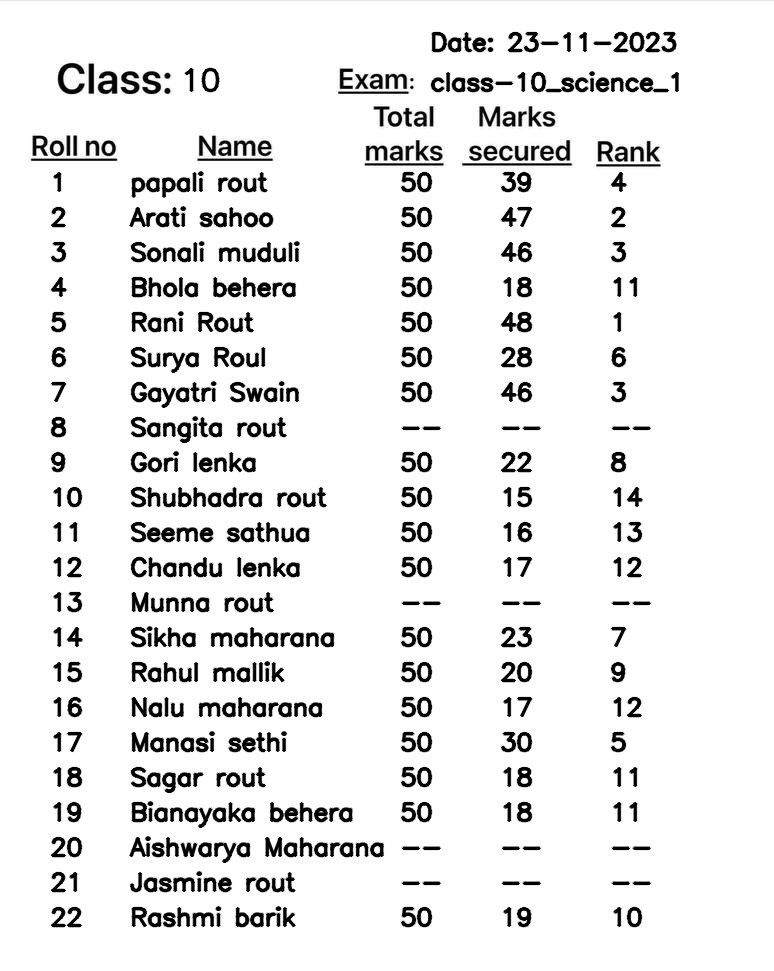 Date: 23-11-2023
Class: 10 Exam: class-10_science_1
Roll no Name Total marks Marks secured Rank
1 papali rout 50 39 4
2 Arati sahoo 50 47 2
3 Sonali muduli 50 46 3
4 Bhola behera 50 18 11
5 Rani Rout 50 48 1
6 Surya Roul 50 28 6
7 Gayatri Swain 50 46 3
8 Sangita rout -- -- --
9 Gori lenka 50 22 8
10 Shubhadra rout 50 15 14
11 Seeme sathua 50 16 13
12 Chandu lenka 50 17 12
13 Munna rout -- -- --
14 Sikha maharana 50 23 7
15 Rahul mallik 50 20 9
16 Nalu maharana 50 17 12
17 Manasi sethi 50 30 5
18 Sagar rout 50 18 11
19 Bianayaka behera 50 18 11
20 Aishwarya Maharana -- -- --
21 Jasmine rout -- -- --
22 Rashmi barik 50 19 10